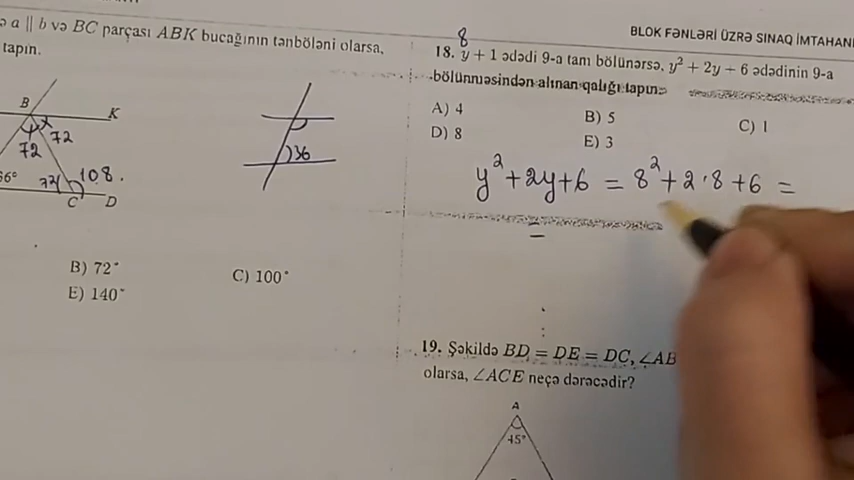 BLOK FƏNLƏRİ ÜZRƏ SINAQ İMTAHANI
ə a || b və BC parçası ABK bucağının tənböləni olarsa,
tapın.
B
K
x
72
72
36°
72
108.
C
D
36
B) 72°
C) 100°
E) 140°
8
18. y + 1 ədədi 9-a tam bölünərsə, y² + 2y + 6 ədədinin 9-a
bölünməsindən alınan qalığı tapın.
A) 4
B) 5
C) 1
D) 8
E) 3
y² + 2y + 6 = 8² + 2·8 + 6 =
19. Şəkildə BD = DE = DC, ∠AB
olarsa, ∠ACE neçə dərəcədir?
A
45°